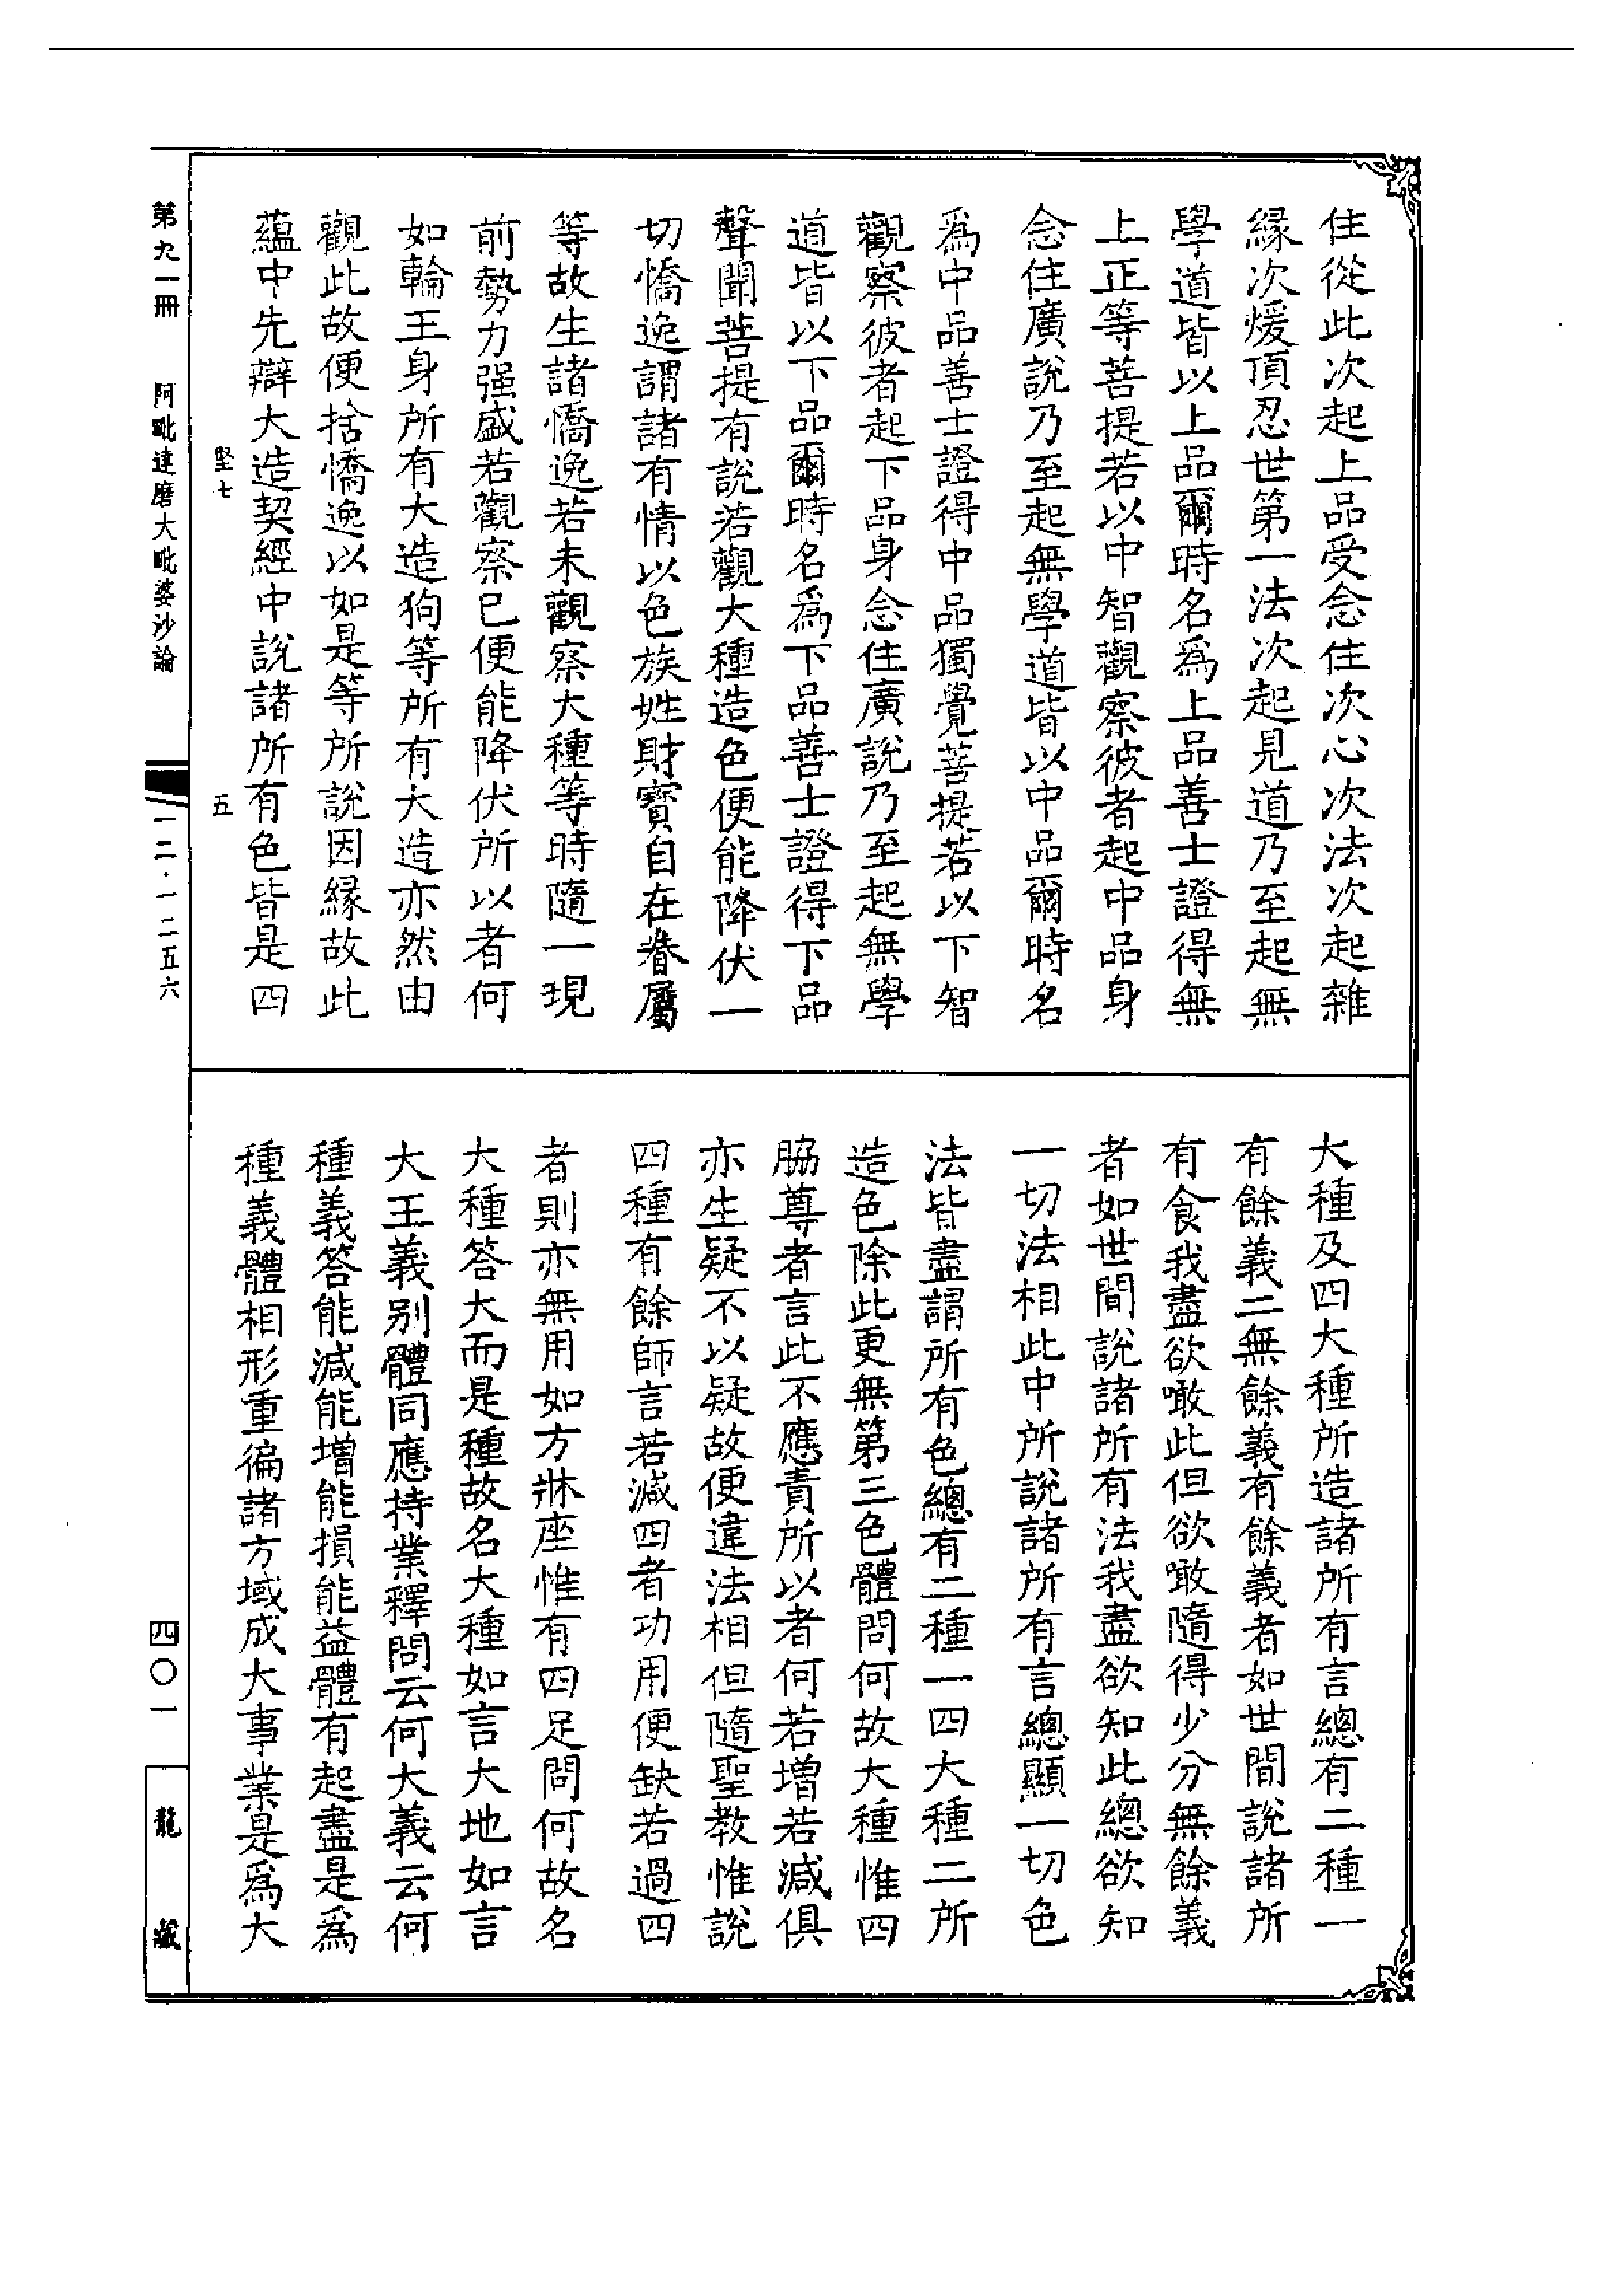 住從此次起上品受念住次心次法次起雜
縁次煖頂忍世第一法次起見道乃至起無
學道皆以上品爾時名爲上品善士證得無
上正等菩提若以中智觀察彼者起中品身
念住廣說乃至起無學道皆以中品爾時名
爲中品善士證得中品獨覺菩提若以下智
觀察彼者起下品身念住廣說乃至起無學
道皆以下品爾時名爲下品善士證得下品
聲聞菩提有說若觀大種造色便能降伏一
切憍逸謂諸有情以色族姓財寳自在眷屬
等故生諸憍逸若未觀察大種等時隨一現
前勢力强盛若觀察已便能降伏所以者何
如輪王身所有大造狗等所有大造亦然由
觀此故便捨憍逸以如是等所說因縁故此
蘊中先辯大造契經中說諸所有色皆是四
堅七 五
大種及四大種所造諸所有言總有二種一
有餘義二無餘義有餘義者如世間說諸所
有食我盡欲噉此但欲噉隨得少分無餘義
者如世間說諸所有法我盡欲知此總欲知
一切法相此中所說諸所有言總顯一切色
法皆盡謂所有色總有二種一四大種二所
造色除此更無第三色體問何故大種惟四
脇尊者言此不應責所以者何若增若減俱
亦生疑不以疑故便違法相但隨聖教惟說
四種有餘師言若減四者功用便缺若過四
者則亦無用如方牀座惟有四足問何故名
大種答大而是種故名大種如言大地如言
大王義别體同應持業釋問云何大義云何
種義答能減能增能損能益體有起盡是爲
種義體相形重徧諸方域成大事業是爲大
第九一冊 阿毗達磨大毗婆沙論
一二·一二五六
四〇一
龍藏